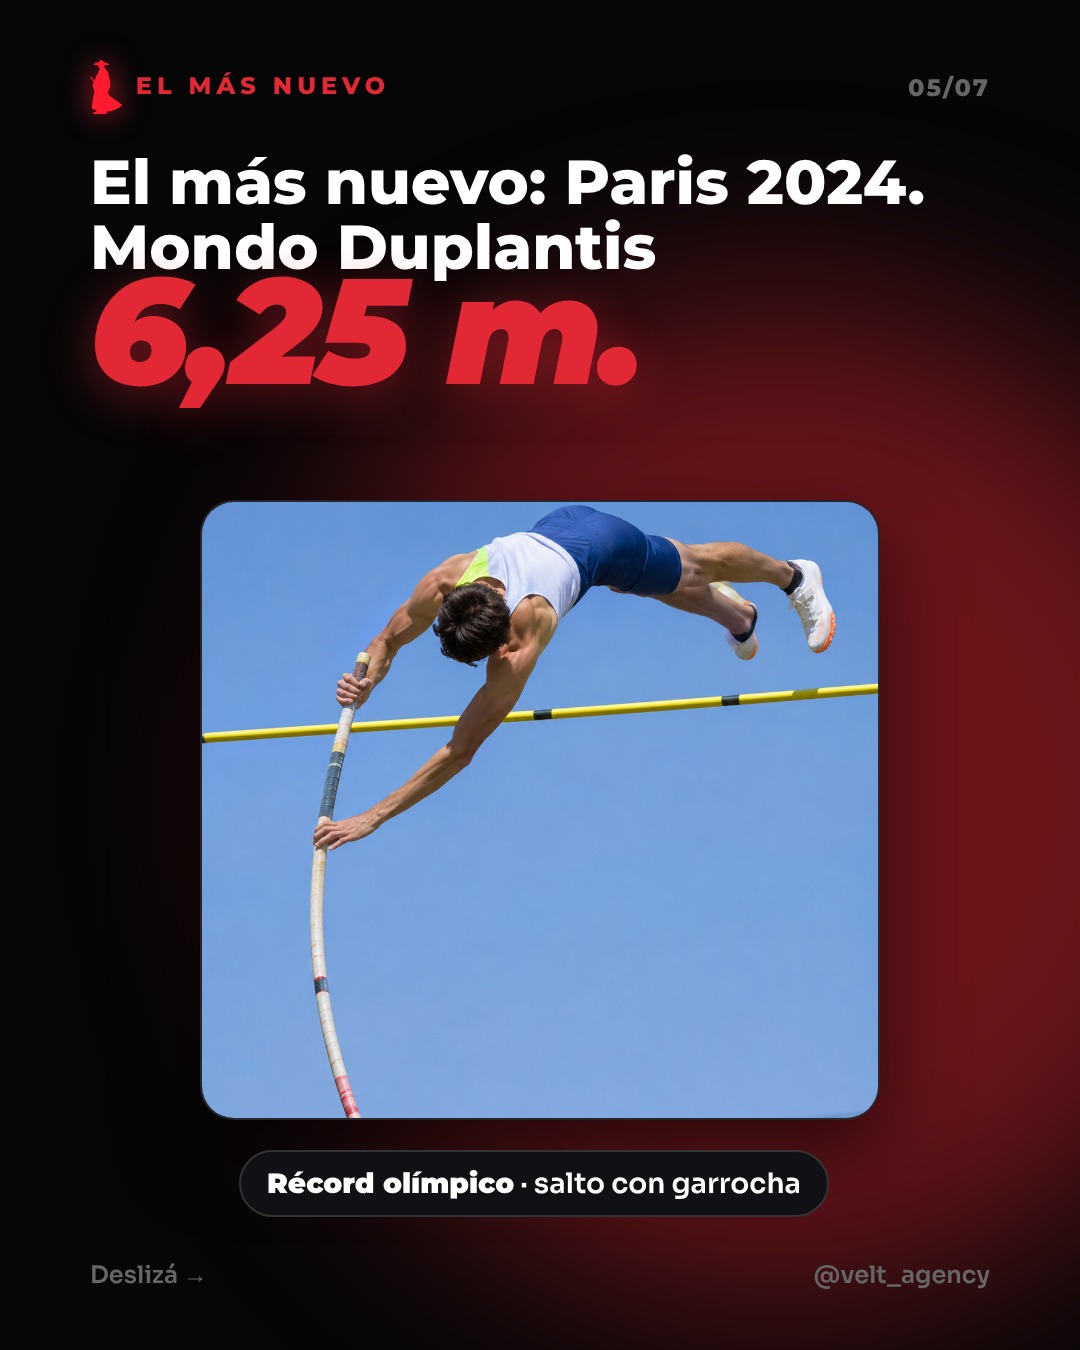 EL MÁS NUEVO
05/07
El más nuevo: Paris 2024.
Mondo Duplantis
6,25 m.
Récord olímpico · salto con garrocha
Deslizá →
@velt_agency